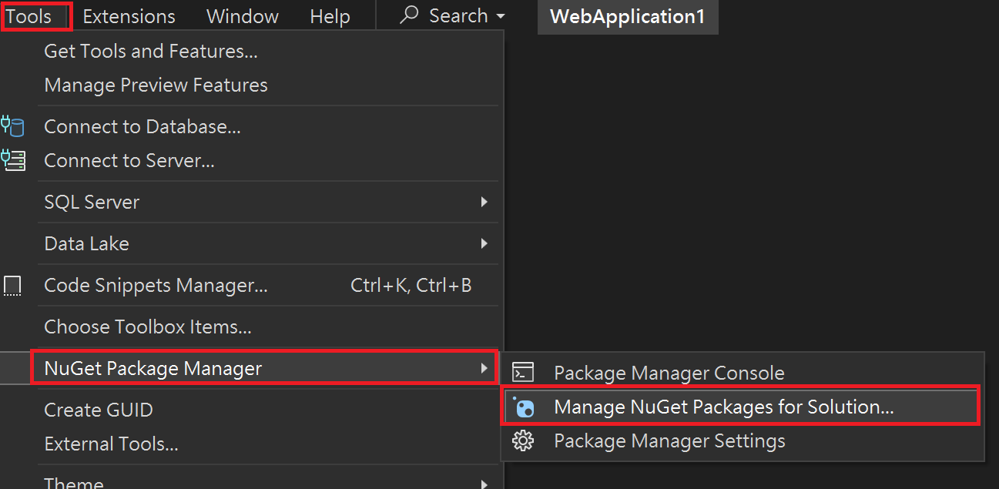 Tools Extensions Window Help Search WebApplication1
Get Tools and Features...
Manage Preview Features
Connect to Database...
Connect to Server...
SQL Server
Data Lake
Code Snippets Manager... Ctrl+K, Ctrl+B
Choose Toolbox Items...
NuGet Package Manager
Package Manager Console
Manage NuGet Packages for Solution...
Package Manager Settings
Create GUID
External Tools...
Theme